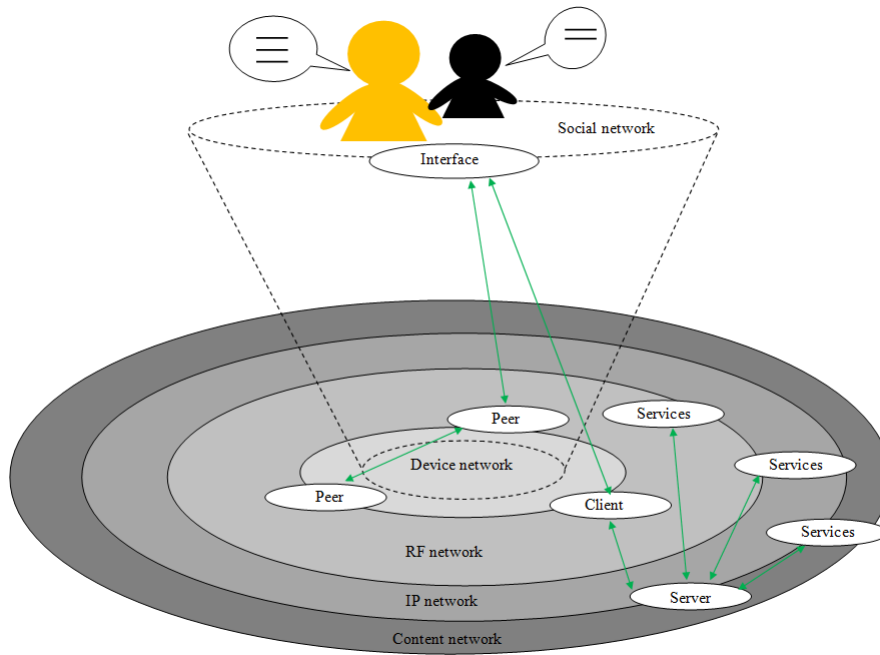 Social network
Interface
Peer
Services
Device network
Services
Peer
Client
Services
RF network
Server
IP network
Content network